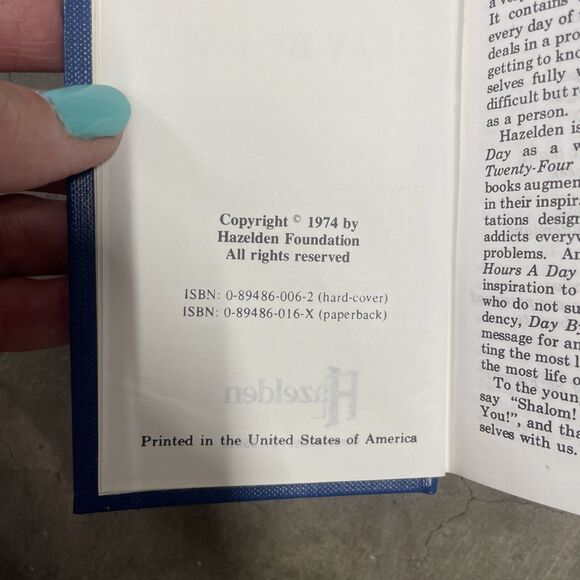 Copyright © 1974 by
Hazelden Foundation
All rights reserved
ISBN: 0-89486-006-2 (hard-cover)
ISBN: 0-89486-016-X (paperback)
Hazelden
Printed in the United States of America
It contains
every day of
deals in a
getting to
selves fully
difficult but
as a person.
Hazelden is
Day as a
Twenty-Four
books augmen
in their inspir
tations desig
addicts everyw
problems. An
Hours A Day
inspiration to
who do not su
dency, Day By
message for an
ting the most l
the most life o
To the youn
say "Shalom!
You!", and tha
selves with us.